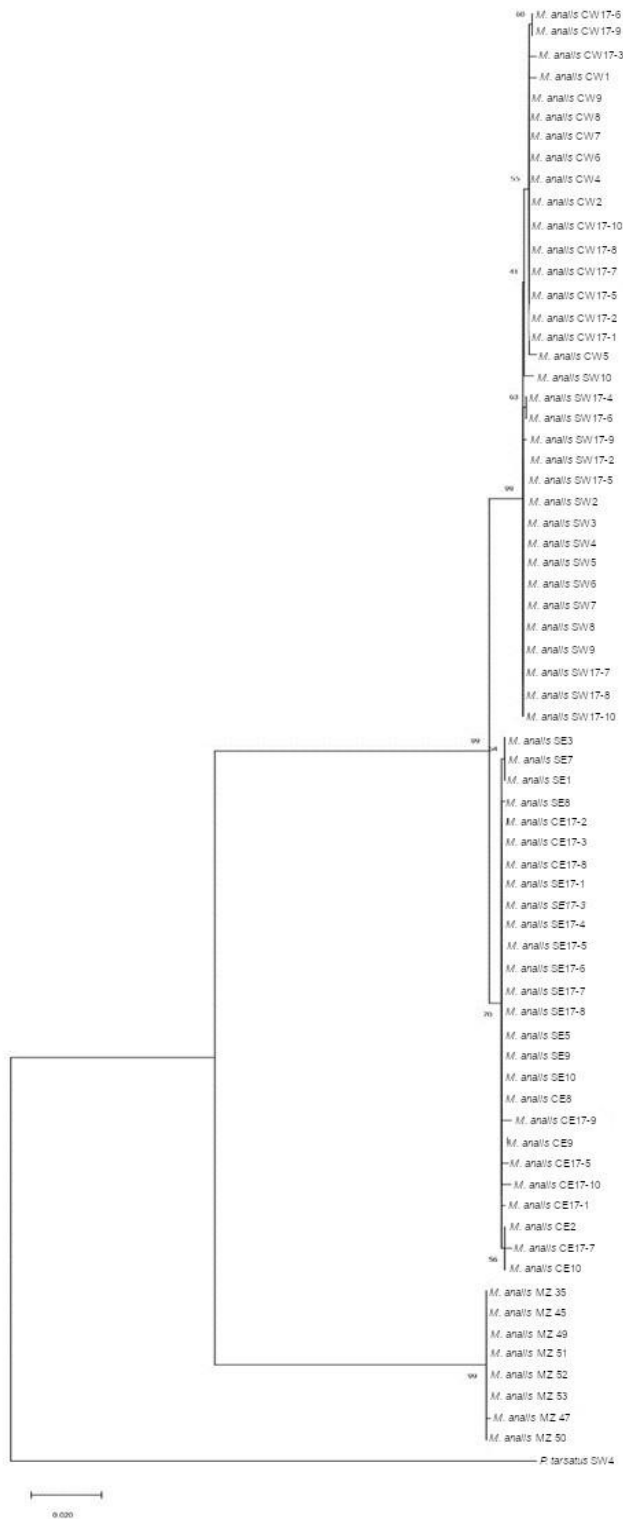 60
M. analis CW17-6
M. analis CW17-9
M. analis CW17-3
M. analis CW1
M. analis CW9
M. analis CW8
M. analis CW7
M. analis CW6
55
M. analis CW4
M. analis CW2
M. analis CW17-10
M. analis CW17-8
41
M. analis CW17-7
M. analis CW17-5
M. analis CW17-2
M. analis CW17-1
M. analis CW5
M. analis SW10
63
M. analis SW17-4
M. analis SW17-6
M. analis SW17-9
M. analis SW17-2
M. analis SW17-5
99
M. analis SW2
M. analis SW3
M. analis SW4
M. analis SW5
M. analis SW6
M. analis SW7
M. analis SW8
M. analis SW9
M. analis SW17-7
M. analis SW17-8
M. analis SW17-10
99
M. analis SE3
M. analis SE7
M. analis SE1
M. analis SE8
M. analis CE17-2
M. analis CE17-3
M. analis CE17-8
M. analis SE17-1
M. analis SE17-3
M. analis SE17-4
M. analis SE17-5
M. analis SE17-6
M. analis SE17-7
70
M. analis SE17-8
M. analis SE5
M. analis SE9
M. analis SE10
M. analis CE8
M. analis CE17-9
M. analis CE9
M. analis CE17-5
M. analis CE17-10
M. analis CE17-1
M. analis CE2
M. analis CE17-7
56
M. analis CE10
M. analis MZ 35
M. analis MZ 45
M. analis MZ 49
M. analis MZ 51
99
M. analis MZ 52
M. analis MZ 53
M. analis MZ 47
M. analis MZ 50
P. tarsatus SW4
0.020